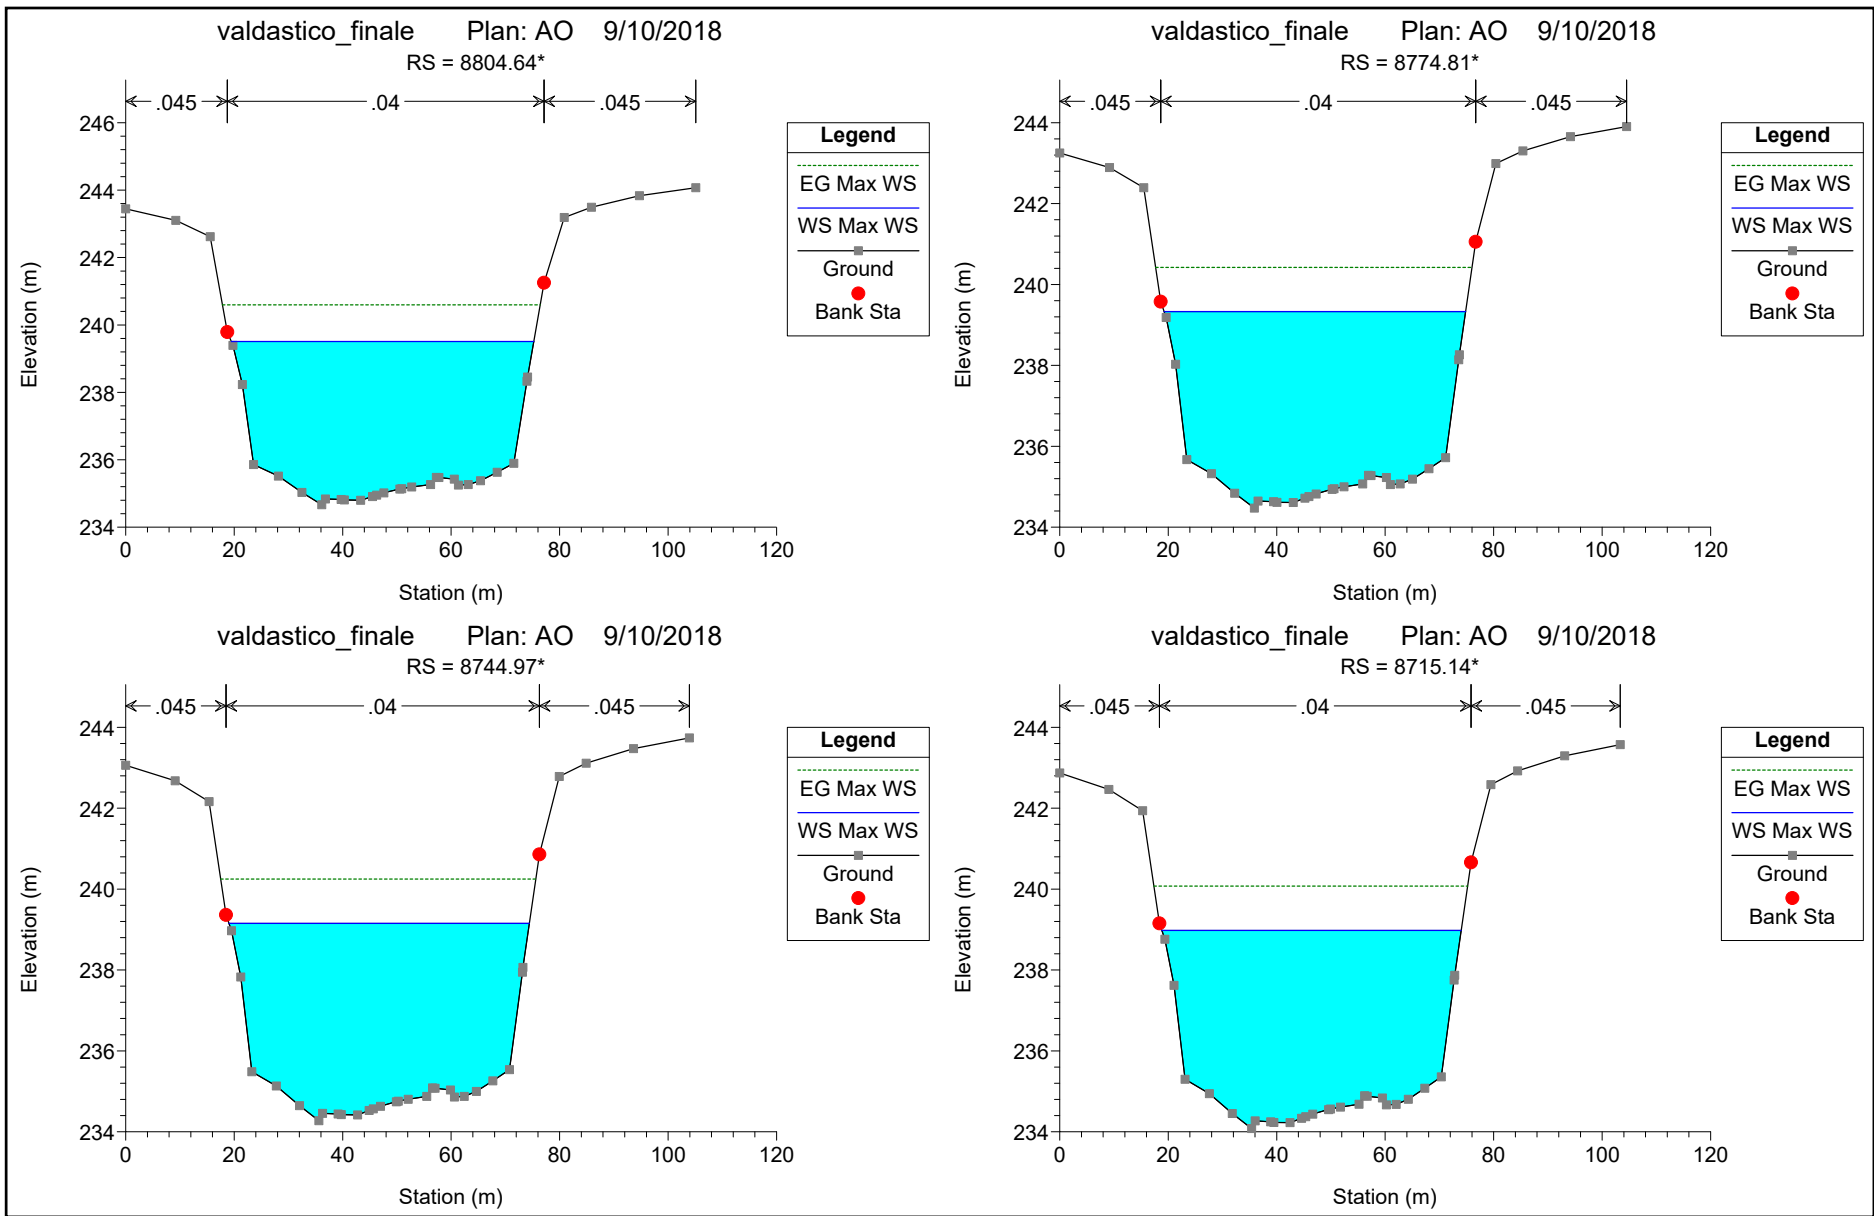 valdastico_finale Plan: AO 9/10/2018
RS = 8804.64*
.045 .04 .045
246
244
242
240
238
236
234
0 20 40 60 80 100 120
Elevation (m)
Station (m)
Legend
EG Max WS
WS Max WS
Ground
Bank Sta
valdastico_finale Plan: AO 9/10/2018
RS = 8774.81*
.045 .04 .045
244
242
240
238
236
234
0 20 40 60 80 100 120
Elevation (m)
Station (m)
Legend
EG Max WS
WS Max WS
Ground
Bank Sta
valdastico_finale Plan: AO 9/10/2018
RS = 8744.97*
.045 .04 .045
244
242
240
238
236
234
0 20 40 60 80 100 120
Elevation (m)
Station (m)
Legend
EG Max WS
WS Max WS
Ground
Bank Sta
valdastico_finale Plan: AO 9/10/2018
RS = 8715.14*
.045 .04 .045
244
242
240
238
236
234
0 20 40 60 80 100 120
Elevation (m)
Station (m)
Legend
EG Max WS
WS Max WS
Ground
Bank Sta